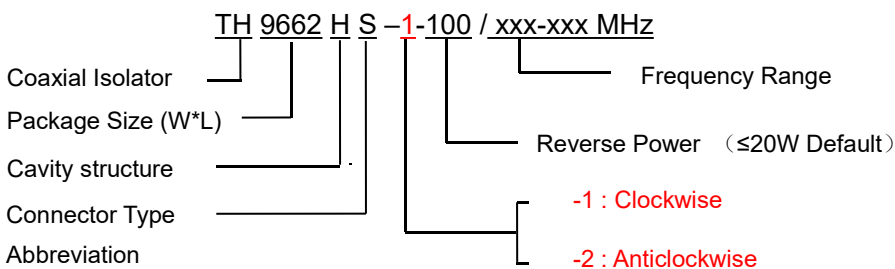 TH 9662 H S –1-100 / xxx-xxx MHz
Coaxial Isolator
Frequency Range
Package Size (W*L)
Reverse Power （≤20W Default）
Cavity structure
-1 : Clockwise
Connector Type
Abbreviation
-2 : Anticlockwise